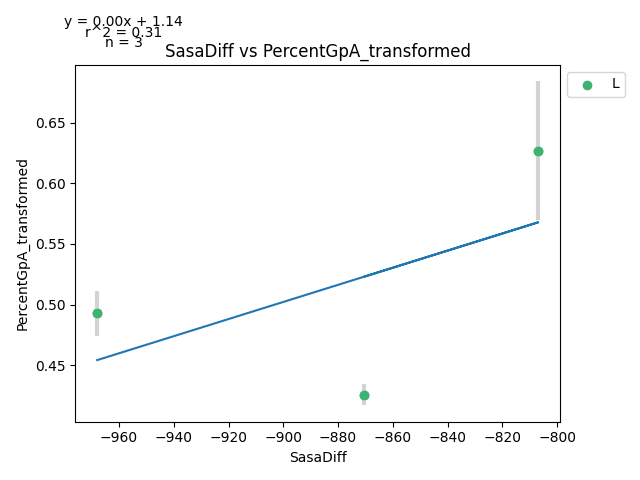 y = 0.00x + 1.14
r^2 = 0.31
n = 3
SasaDiff vs PercentGpA_transformed
L
PercentGpA_transformed
0.65
0.60
0.55
0.50
0.45
−960 −940 −920 −900 −880 −860 −840 −820 −800
SasaDiff